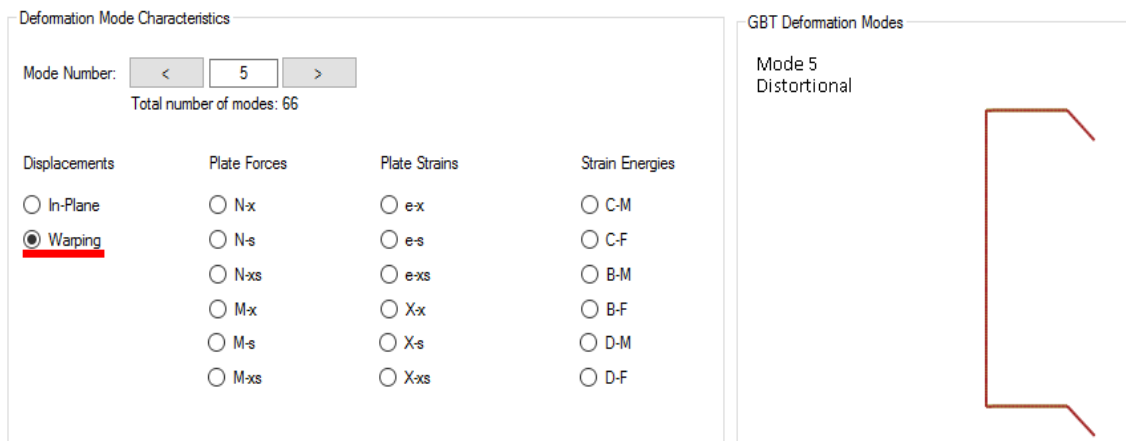 Deformation Mode Characteristics
Mode Number: < 5 >
Total number of modes: 66
Displacements Plate Forces Plate Strains Strain Energies
In-Plane N-x e-x C-M
Warping N-s e-s C-F
N-xs e-xs B-M
M-x X-x B-F
M-s X-s D-M
M-xs X-xs D-F
GBT Deformation Modes
Mode 5
Distortional